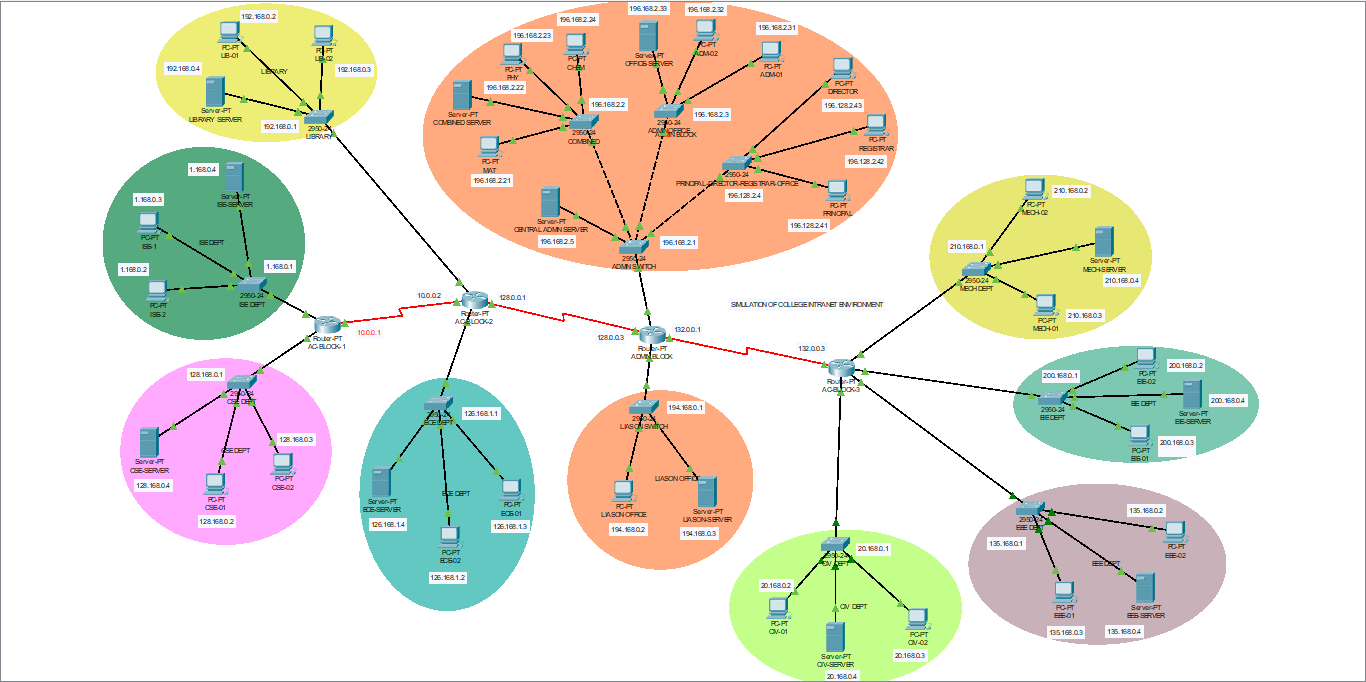 192.168.0.2
PC-PT
LIB-01
PC-PT
LIB-02
192.168.0.4
LIBRARY
192.168.0.3
Server-PT
LIBRARY SERVER
192.168.0.1
2950-24
LIBRARY
196.168.2.24
196.168.2.23
PC-PT
PHY
PC-PT
CHEM
196.168.2.22
Server-PT
COMBINED SERVER
196.168.2.2
2950-24
COMBINED
PC-PT
MAT
196.168.2.21
196.168.2.33
196.168.2.32
196.168.2.31
Server-PT
OFFICE-SERVER
PC-PT
ADM-02
PC-PT
ADM-01
196.168.2.3
2950-24
ADMIN OFFICE
ADMIN BLOCK
PC-PT
DIRECTOR
196.128.2.43
PC-PT
REGISTRAR
196.128.2.42
2950-24
PRINCIPAL-DIRECTOR-REGISTRAR-OFFICE
196.128.2.4
PC-PT
PRINCIPAL
196.128.2.41
Server-PT
CENTRAL ADMIN SERVER
196.168.2.5
196.168.2.1
2950-24
ADMIN SWITCH
1.168.0.4
Server-PT
ISE-SERVER
1.168.0.3
PC-PT
ISE-1
ISE DEPT
1.168.0.2
1.168.0.1
PC-PT
ISE-2
2950-24
ISE DEPT
10.0.0.2
128.0.0.1
Router-PT
AC-BLOCK-2
10.0.0.1
Router-PT
AC-BLOCK-1
128.0.0.3
132.0.0.1
Router-PT
ADMIN BLOCK
SIMULATION OF COLLEGE INTRANET ENVIRONMENT
132.0.0.3
Router-PT
AC-BLOCK-3
210.168.0.2
PC-PT
MECH-02
210.168.0.1
Server-PT
MECH-SERVER
210.168.0.4
2950-24
MECH DEPT
PC-PT
MECH-01
210.168.0.3
128.168.0.1
2950-24
CSE DEPT
CSE DEPT
128.168.0.3
Server-PT
CSE-SERVER
128.168.0.4
PC-PT
CSE-01
128.168.0.2
PC-PT
CSE-02
126.168.1.1
2950-24
ECE DEPT
ECE DEPT
Server-PT
ECE-SERVER
126.168.1.4
PC-PT
ECE-01
126.168.1.3
PC-PT
ECE-02
126.168.1.2
194.168.0.1
2950-24
LIASON SWITCH
LIASON OFFICE
PC-PT
LIASON OFFICE
194.168.0.2
Server-PT
LIASON-SERVER
194.168.0.3
200.168.0.1
PC-PT
EIE-02
200.168.0.2
EIE DEPT
2950-24
EIE DEPT
Server-PT
EIE-SERVER
200.168.0.4
PC-PT
EIE-01
200.168.0.3
2950-24
EEE DEPT
135.168.0.1
135.168.0.2
PC-PT
EEE-02
EEE DEPT
PC-PT
EEE-01
135.168.0.3
Server-PT
EEE-SERVER
135.168.0.4
20.168.0.1
2950-24
CIV DEPT
20.168.0.2
CIV DEPT
PC-PT
CIV-01
PC-PT
CIV-02
20.168.0.3
Server-PT
CIV-SERVER
20.168.0.4